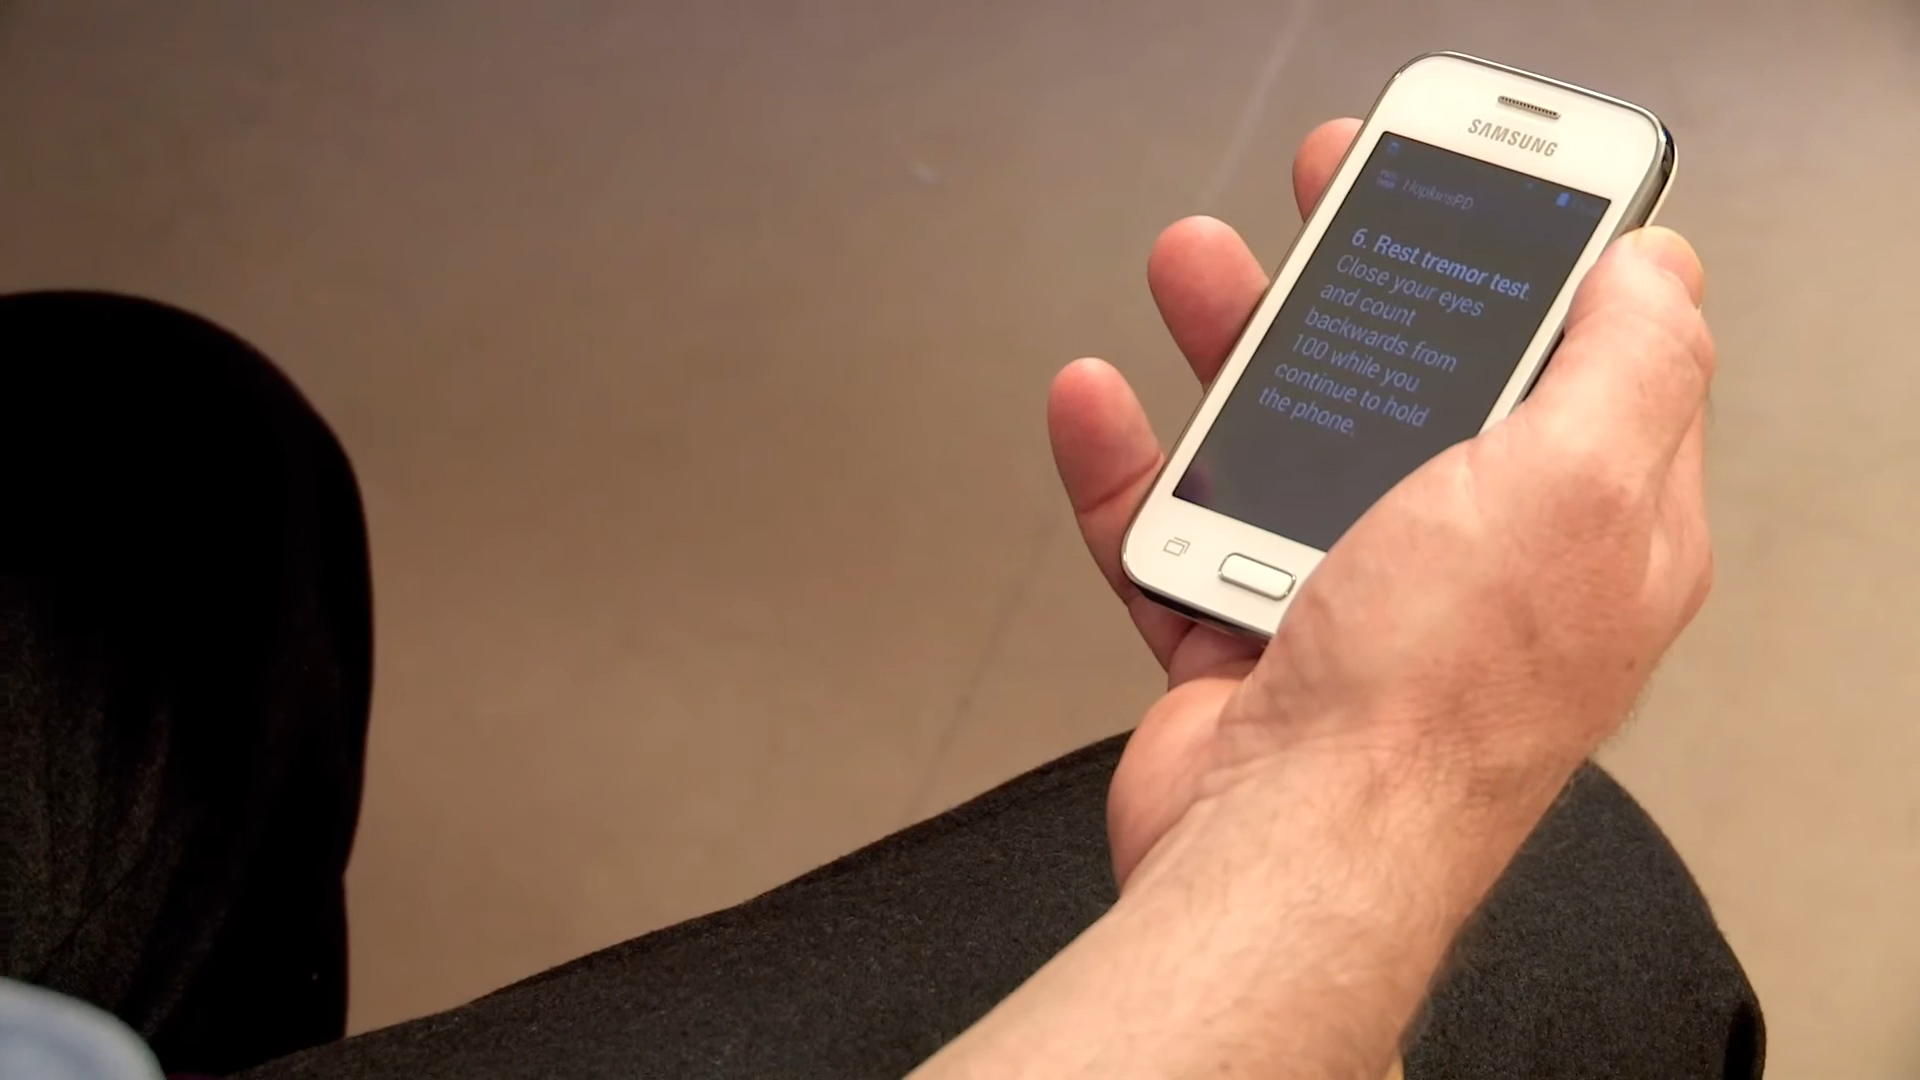 SAMSUNG
HopkinsPD
6. Rest tremor test.
Close your eyes
and count
backwards from
100 while you
continue to hold
the phone.